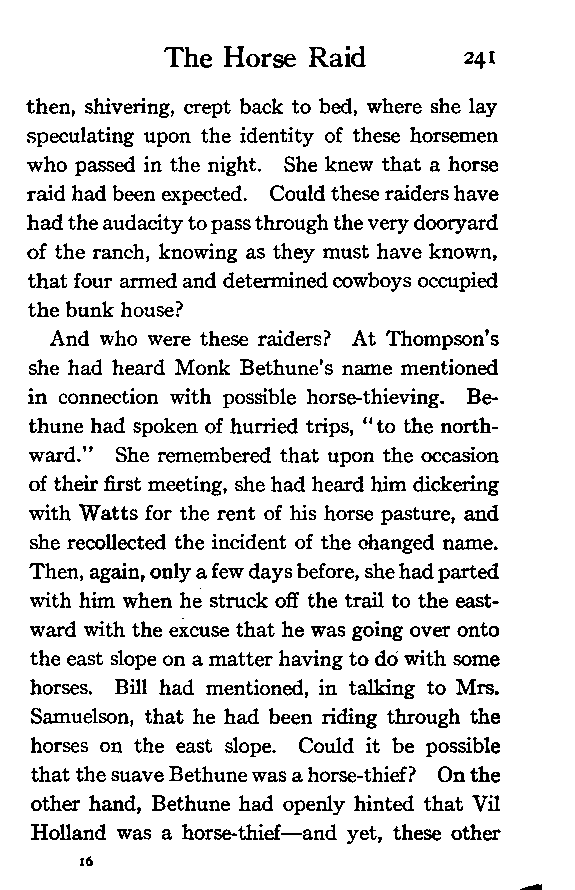 The Horse Raid 241
then, shivering, crept back to bed, where she lay
speculating upon the identity of these horsemen
who passed in the night. She knew that a horse
raid had been expected. Could these raiders have
had the audacity to pass through the very dooryard
of the ranch, knowing as they must have known,
that four armed and determined cowboys occupied
the bunk house?
And who were these raiders? At Thompson's
she had heard Monk Bethune's name mentioned
in connection with possible horse-thieving. Be-
thune had spoken of hurried trips, "to the north-
ward." She remembered that upon the occasion
of their first meeting, she had heard him dickering
with Watts for the rent of his horse pasture, and
she recollected the incident of the changed name.
Then, again, only a few days before, she had parted
with him when he struck off the trail to the east-
ward with the excuse that he was going over onto
the east slope on a matter having to do with some
horses. Bill had mentioned, in talking to Mrs.
Samuelson, that he had been riding through the
horses on the east slope. Could it be possible
that the suave Bethune was a horse-thief? On the
other hand, Bethune had openly hinted that Vil
Holland was a horse-thief—and yet, these other
16